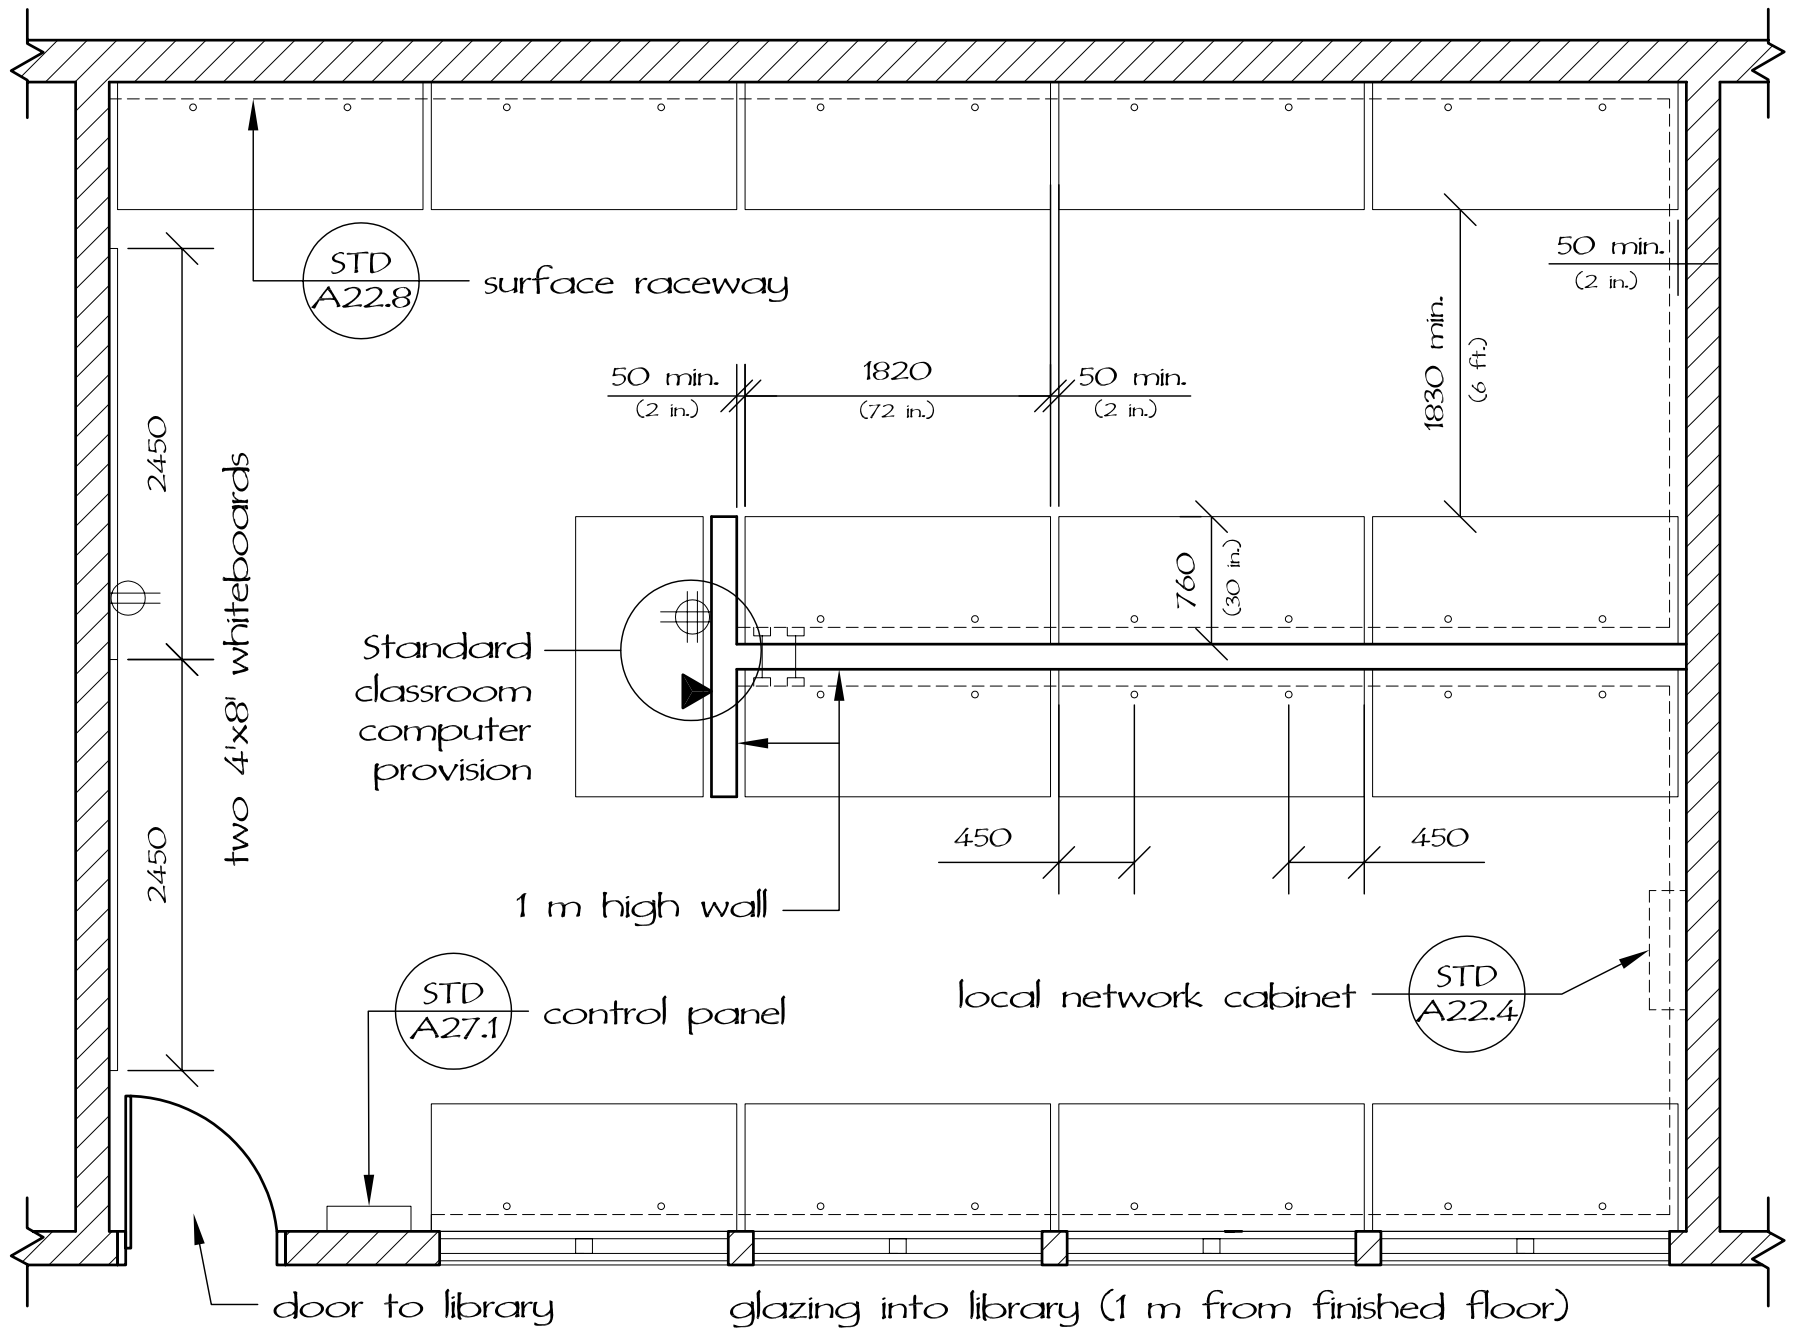 STD
A22.8
surface raceway
50 min.
(2 in.)
50 min.
(2 in.)
1820
(72 in.)
50 min.
(2 in.)
1830 min.
(6 ft.)
2450
two 4'x8' whiteboards
2450
760
(30 in.)
Standard
classroom
computer
provision
450
450
1 m high wall
STD
A27.1
control panel
local network cabinet
STD
A22.4
door to library
glazing into library (1 m from finished floor)